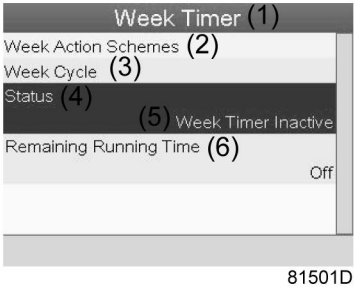 Week Timer (1)
Week Action Schemes (2)
Week Cycle (3)
Status (4)
(5) Week Timer Inactive
Remaining Running Time (6)
Off
81501D